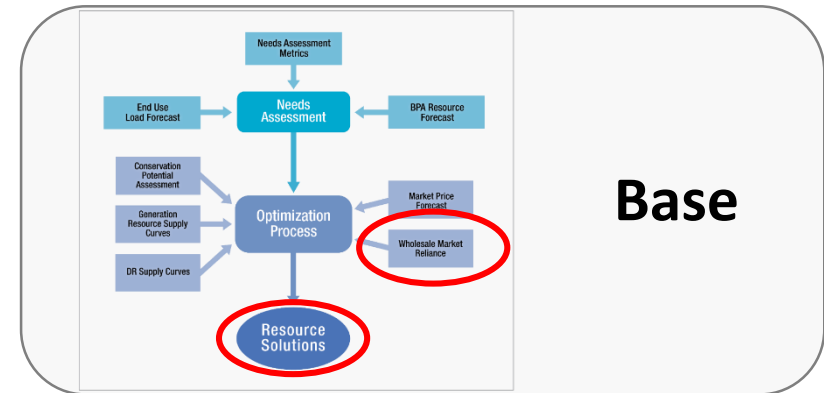 Needs Assessment
Metrics
End Use
Load Forecast
Needs
Assessment
BPA Resource
Forecast
Conservation
Potential
Assessment
Generation
Resource Supply
Curves
DR Supply Curves
Optimization
Process
Market Price
Forecast
Wholesale Market
Reliance
Resource
Solutions
Base